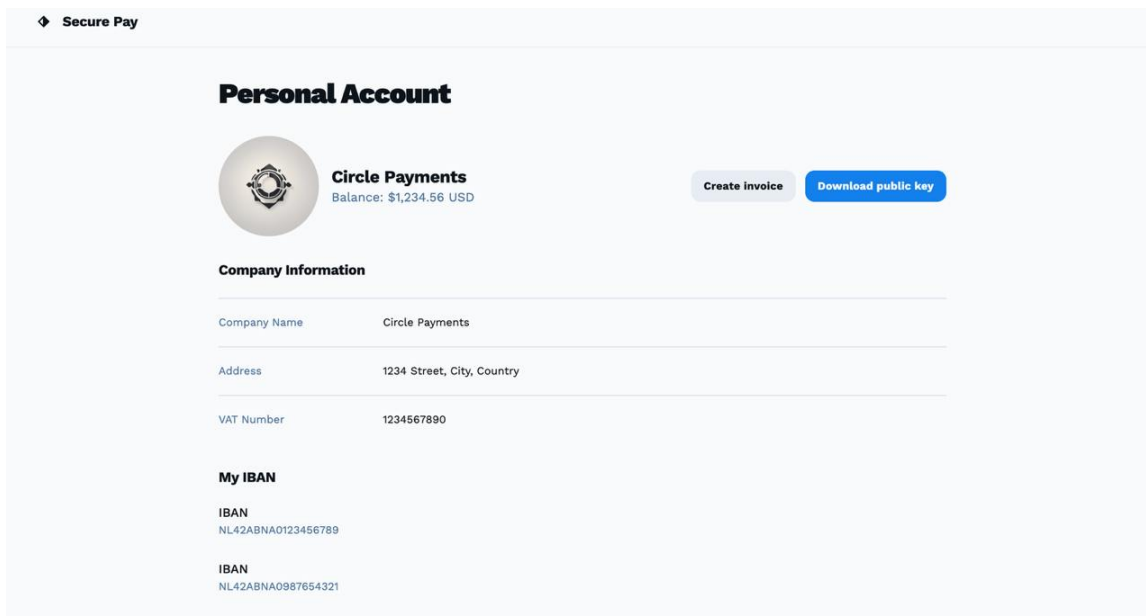 Secure Pay
Personal Account
Circle Payments
Balance: $1,234.56 USD
Create invoice
Download public key
Company Information
Company Name Circle Payments
Address 1234 Street, City, Country
VAT Number 1234567890
My IBAN
IBAN
NL42ABNA0123456789
IBAN
NL42ABNA0987654321